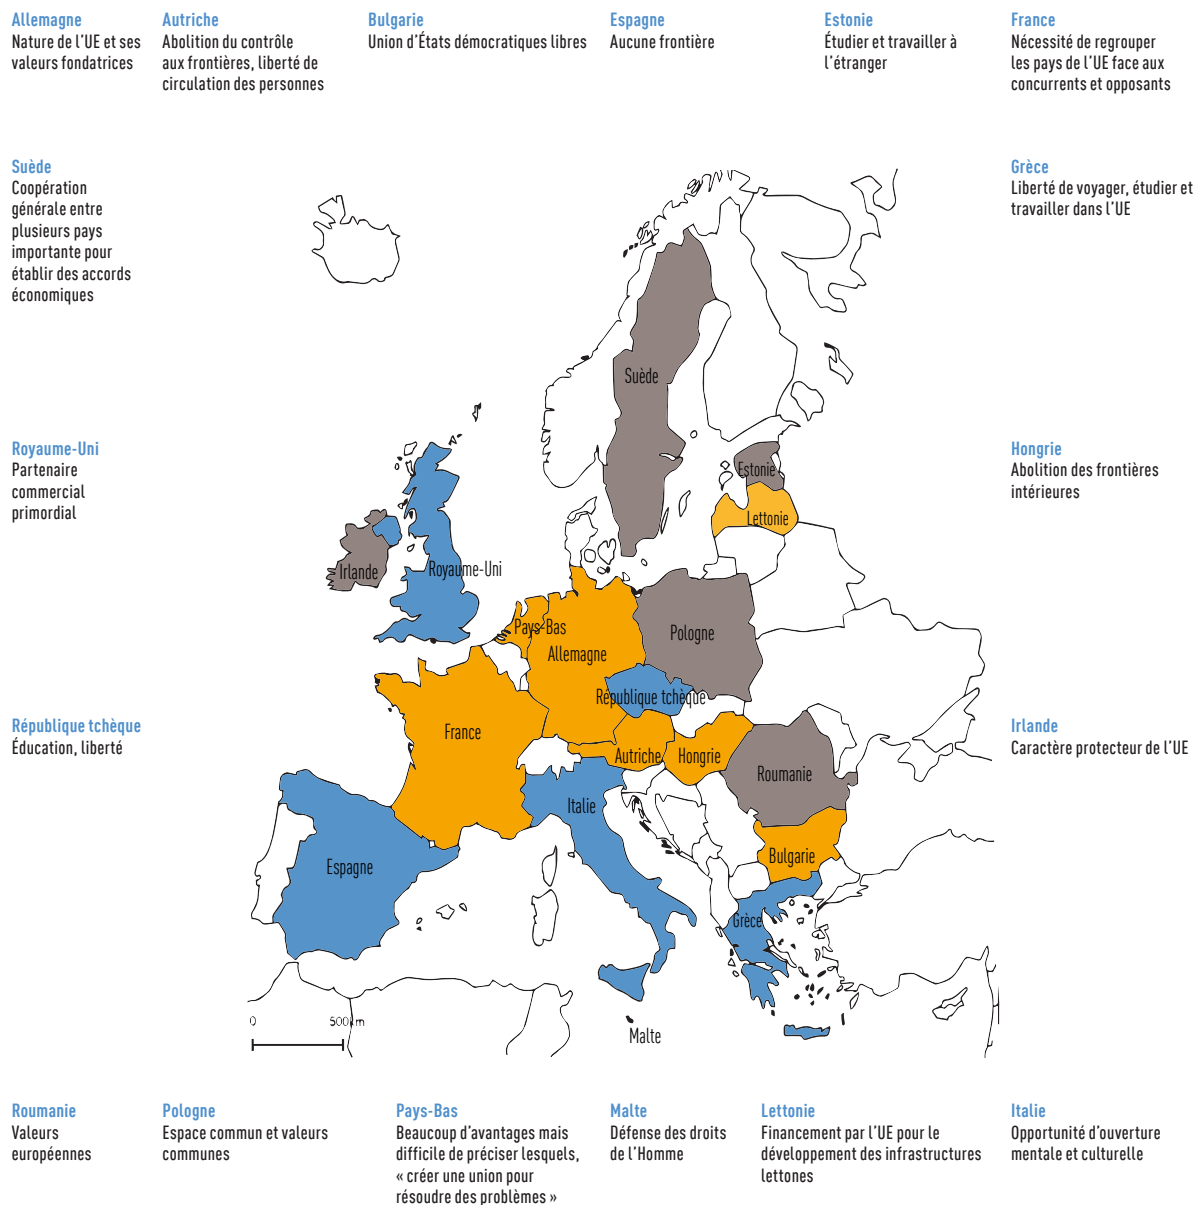 Allemagne
Nature de l’UE et ses
valeurs fondatrices
Autriche
Abolition du contrôle
aux frontières, liberté de
circulation des personnes
Bulgarie
Union d’États démocratiques libres
Espagne
Aucune frontière
Estonie
Étudier et travailler à
l’étranger
France
Nécessité de regrouper
les pays de l’UE face aux
concurrents et opposants
Suède
Coopération
générale entre
plusieurs pays
importante pour
établir des accords
économiques
Grèce
Liberté de voyager, étudier et
travailler dans l’UE
Royaume-Uni
Partenaire
commercial
primordial
Hongrie
Abolition des frontières
intérieures
République tchèque
Éducation, liberté
Irlande
Caractère protecteur de l’UE
Suède
Estonie
Lettonie
Irlande
Royaume-Uni
Pays-Bas
Allemagne
Pologne
République tchèque
France
Autriche
Hongrie
Roumanie
Italie
Bulgarie
Espagne
Grèce
Malte
0 500km
Roumanie
Valeurs
européennes
Pologne
Espace commun et valeurs
communes
Pays-Bas
Beaucoup d’avantages mais
difficile de préciser lesquels,
« créer une union pour
résoudre des problèmes »
Malte
Défense des droits
de l’Homme
Lettonie
Financement par l’UE pour le
développement des infrastructures
lettones
Italie
Opportunité d’ouverture
mentale et culturelle